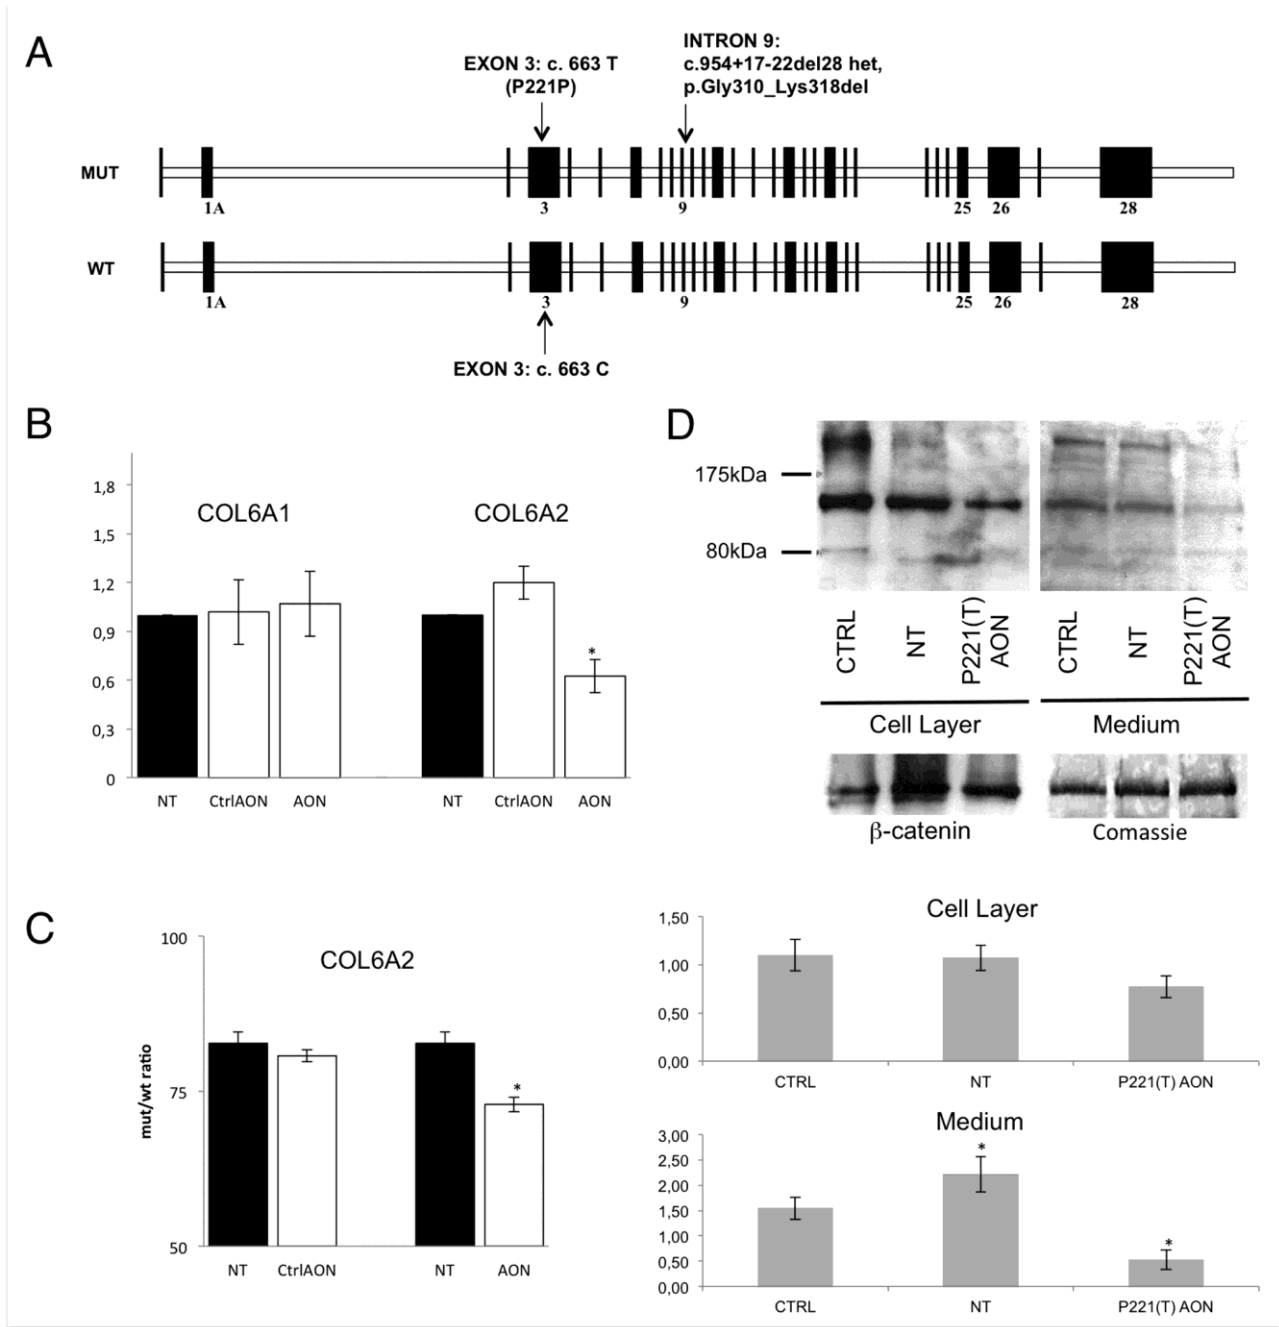 A
EXON 3: c. 663 T
(P221P)
INTRON 9:
c.954+17-22del28 het,
p.Gly310_Lys318del
MUT
1A
3
9
25
26
28
WT
1A
3
9
25
26
28
EXON 3: c. 663 C
B
COL6A1
COL6A2
1,8
1,5
1,2
0,9
0,6
0,3
0
*
NT
CtrlAON
AON
NT
CtrlAON
AON
C
COL6A2
mut/wt ratio
100
75
50
*
NT
CtrlAON
NT
AON
D
175kDa
80kDa
CTRL
NT
P221(T)
AON
CTRL
NT
P221(T)
AON
Cell Layer
Medium
β-catenin
Comassie
Cell Layer
1,50
1,00
0,50
0,00
CTRL
NT
P221(T) AON
Medium
3,00
2,50
2,00
1,50
1,00
0,50
0,00
*
*
CTRL
NT
P221(T) AON